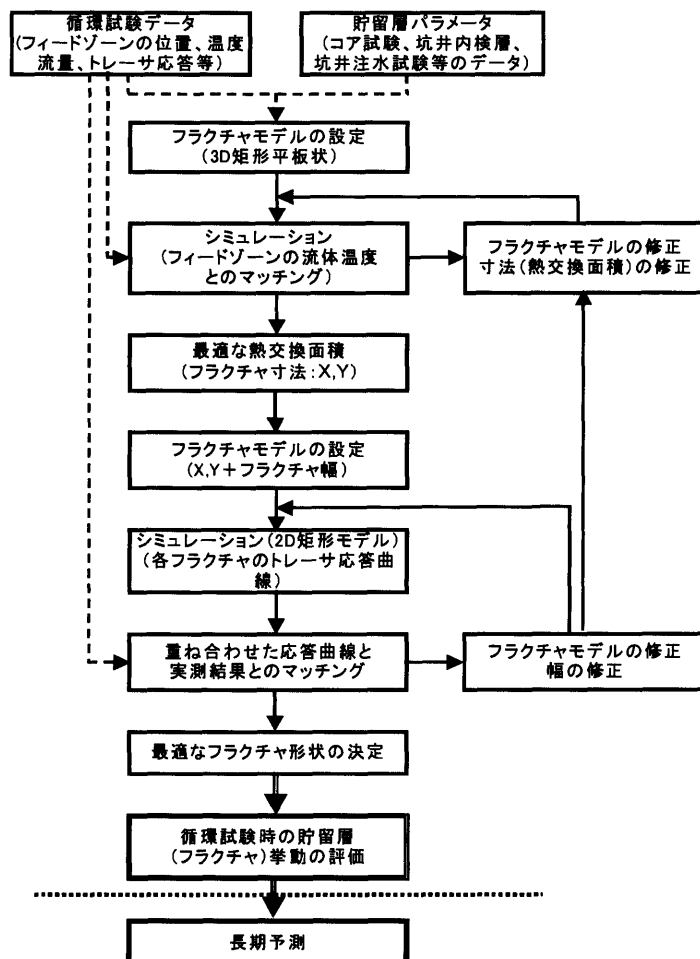 循環試験データ
(フィードゾーンの位置、温度
流量、トレーサ応答等)
貯留層パラメータ
(コア試験、坑井内検層、
坑井注水試験等のデータ)
フラクチャモデルの設定
(3D矩形平板状)
シミュレーション
(フィードゾーンの流体温度
とのマッチング)
フラクチャモデルの修正
寸法(熱交換面積)の修正
最適な熱交換面積
(フラクチャ寸法:X,Y)
フラクチャモデルの設定
(X,Y+フラクチャ幅)
シミュレーション(2D矩形モデル)
(各フラクチャのトレーサ応答曲
線)
重ね合わせた応答曲線と
実測結果とのマッチング
フラクチャモデルの修正
幅の修正
最適なフラクチャ形状の決定
循環試験時の貯留層
(フラクチャ)挙動の評価
長期予測